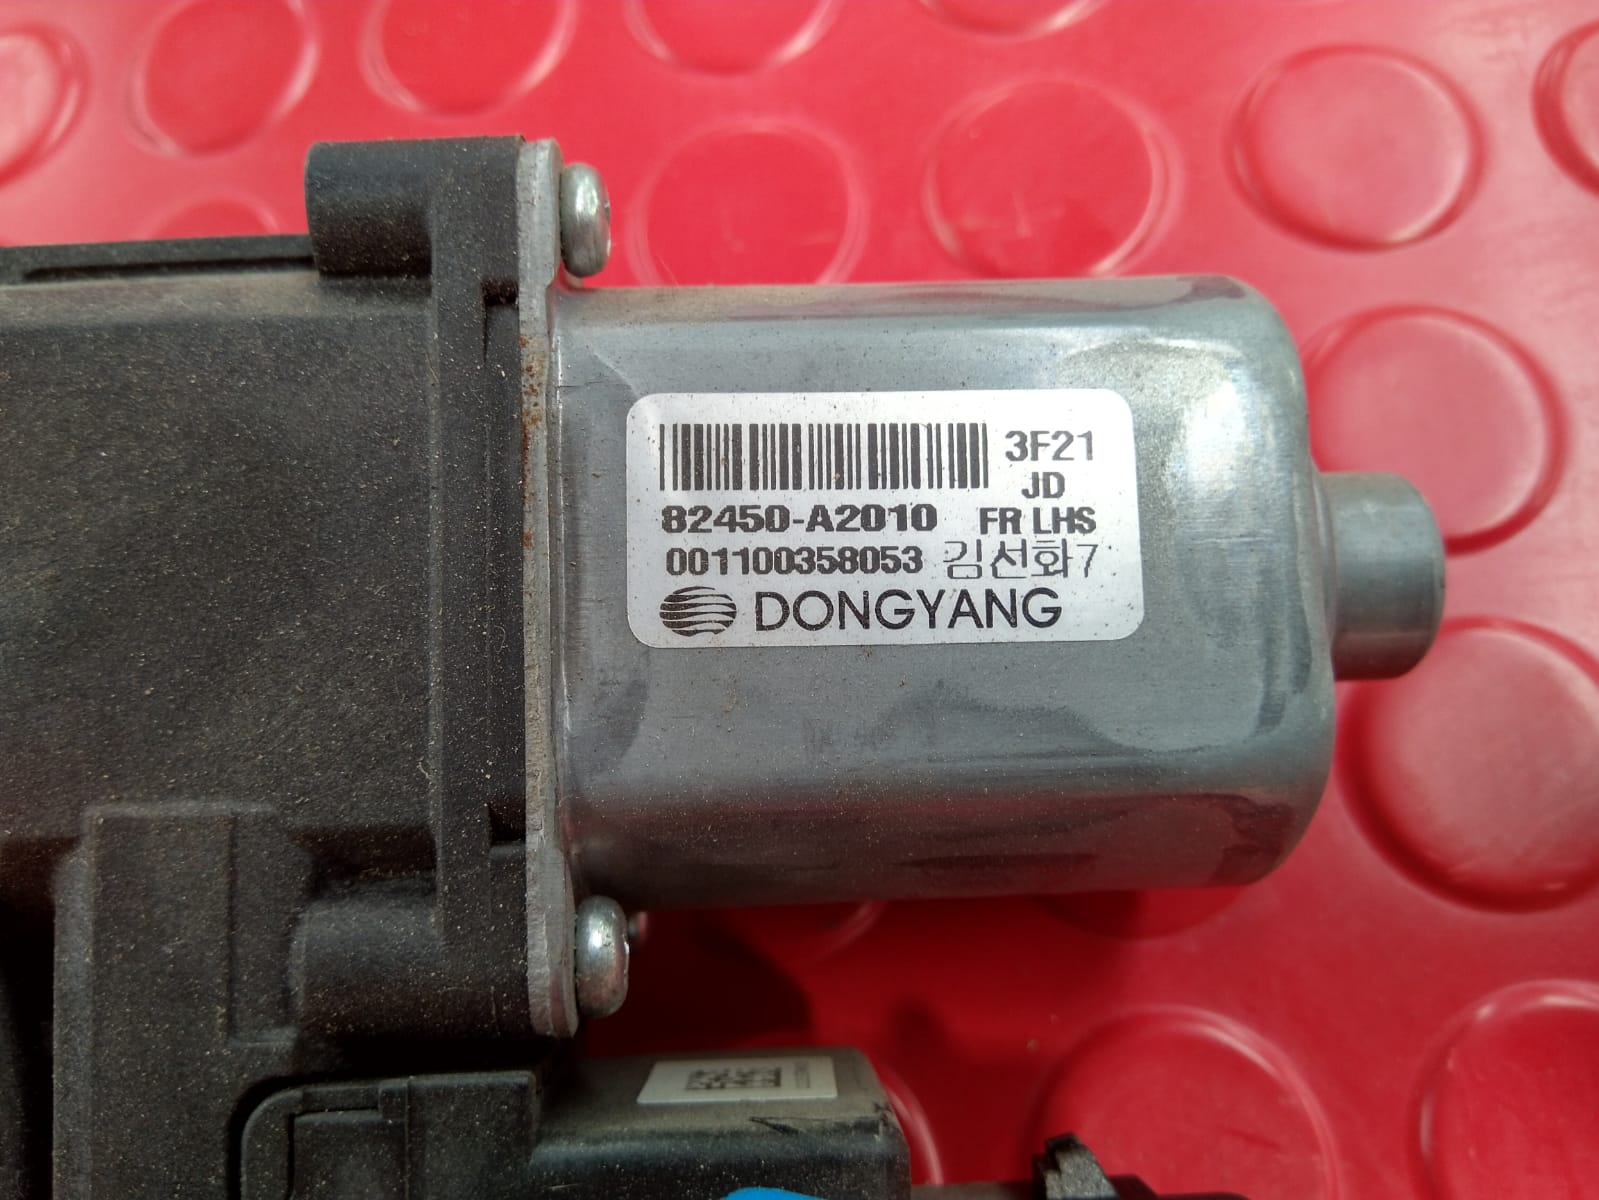 3F21
JD
82450-A2010 FR LHS
001100358053 김선화7
DONGYANG